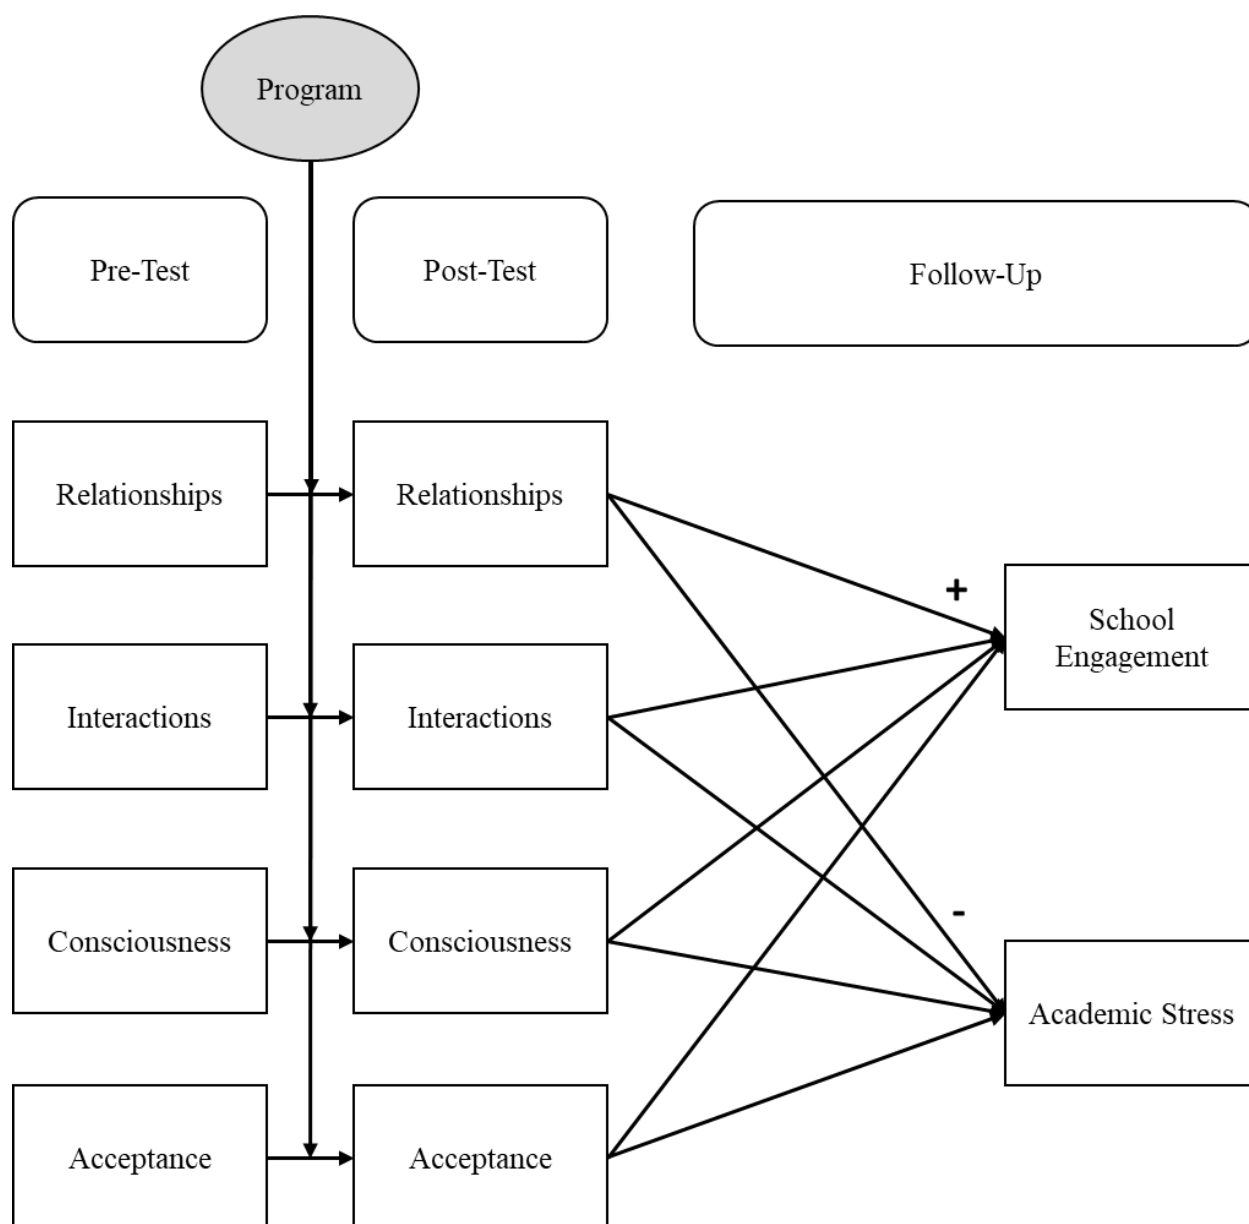 Program
Pre-Test
Post-Test
Follow-Up
Relationships
Relationships
+
School
Engagement
Interactions
Interactions
-
Consciousness
Consciousness
Academic Stress
Acceptance
Acceptance